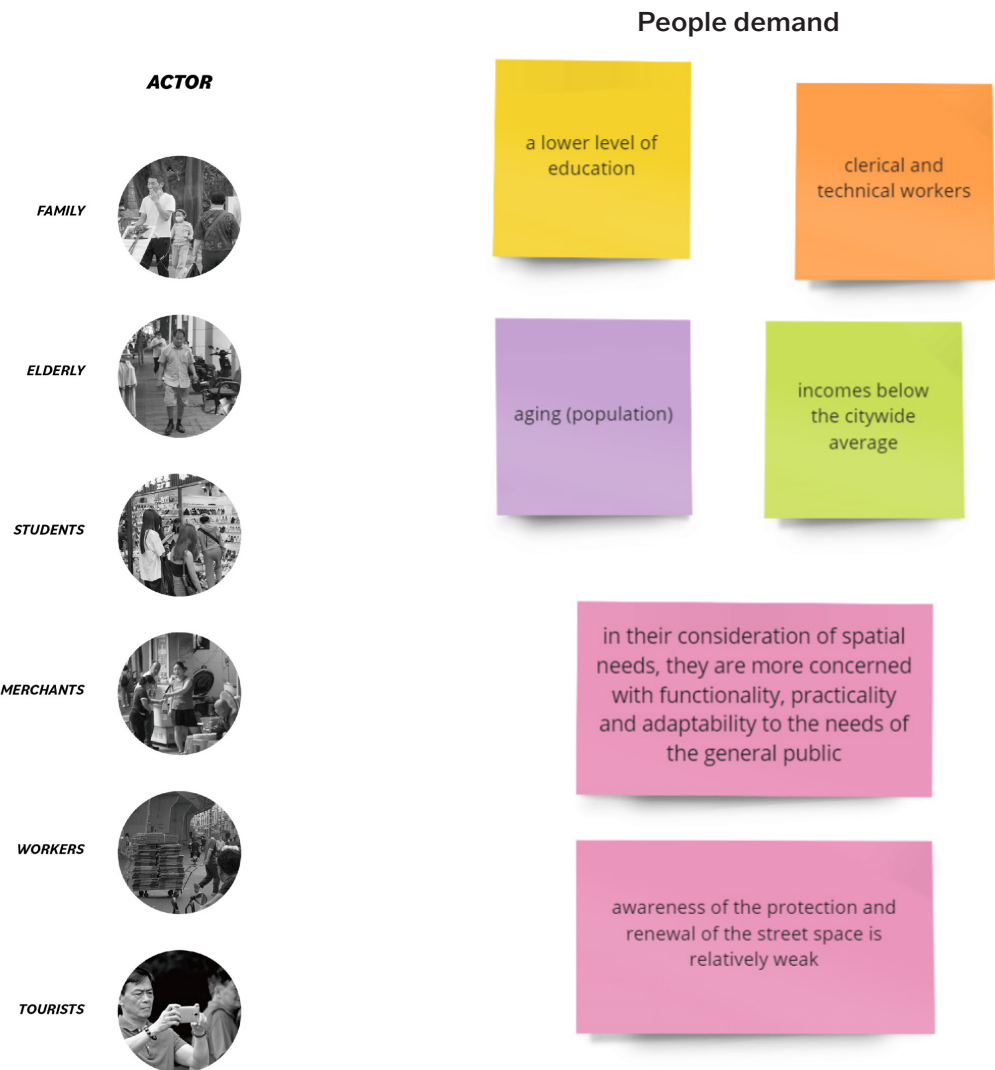 People demand
ACTOR
FAMILY
ELDERLY
STUDENTS
MERCHANTS
WORKERS
TOURISTS
a lower level of
education
clerical and
technical workers
aging (population)
incomes below
the citywide
average
in their consideration of spatial
needs, they are more concerned
with functionality, practicality
and adaptability to the needs of
the general public
awareness of the protection and
renewal of the street space is
relatively weak